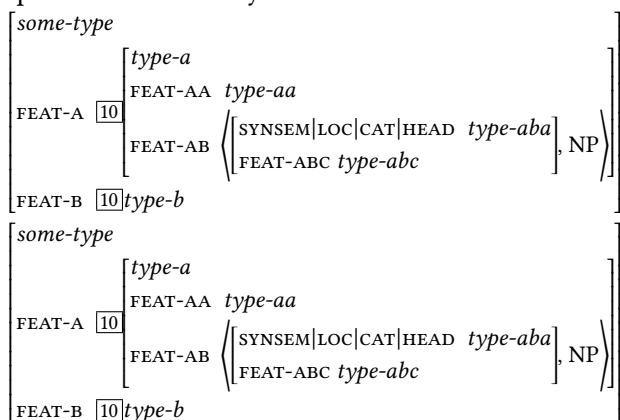 some-type
type-a
FEAT-AA type-aa
FEAT-A 10
SYNSEM|LOC|CAT|HEAD type-aba
FEAT-AB ⟨ , NP⟩
FEAT-ABC type-abc
FEAT-B 10 type-b
some-type
type-a
FEAT-AA type-aa
FEAT-A 10
SYNSEM|LOC|CAT|HEAD type-aba
FEAT-AB ⟨ , NP⟩
FEAT-ABC type-abc
FEAT-B 10 type-b